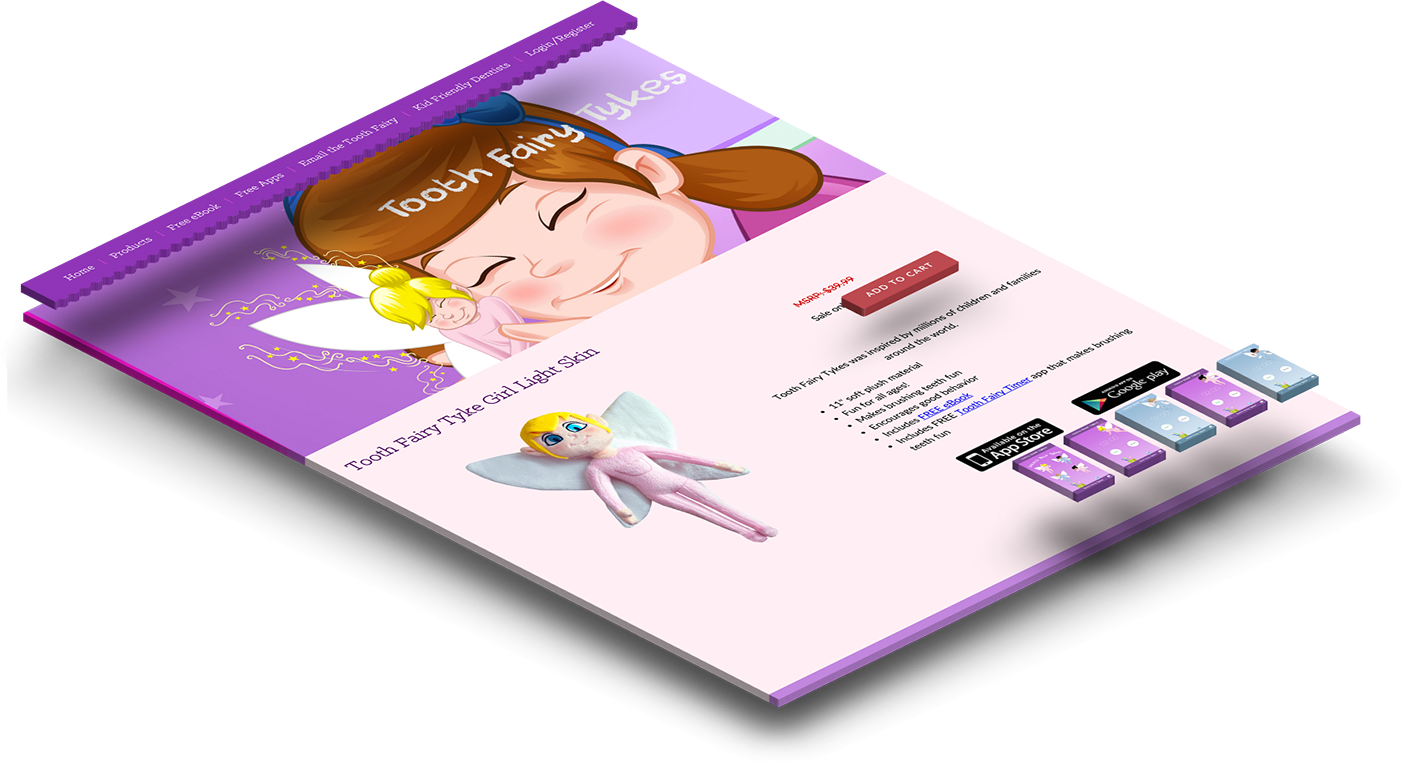 Home | Products | Free eBook | Free Apps | Email the Tooth Fairy | Kid Friendly Dentists | Login/Register
Tooth Fairy Tykes
Tooth Fairy Tyke Girl Light Skin
MSRP: $39.99
Sale on
ADD TO CART
Tooth Fairy Tykes was inspired by millions of children and families
around the world.
• 11" soft plush material
• Fun for all ages!
• Makes brushing teeth fun
• Encourages good behavior
• Includes FREE eBook
• Includes FREE Tooth Fairy Timer app that makes brushing
teeth fun
Available on the
App Store
Google play